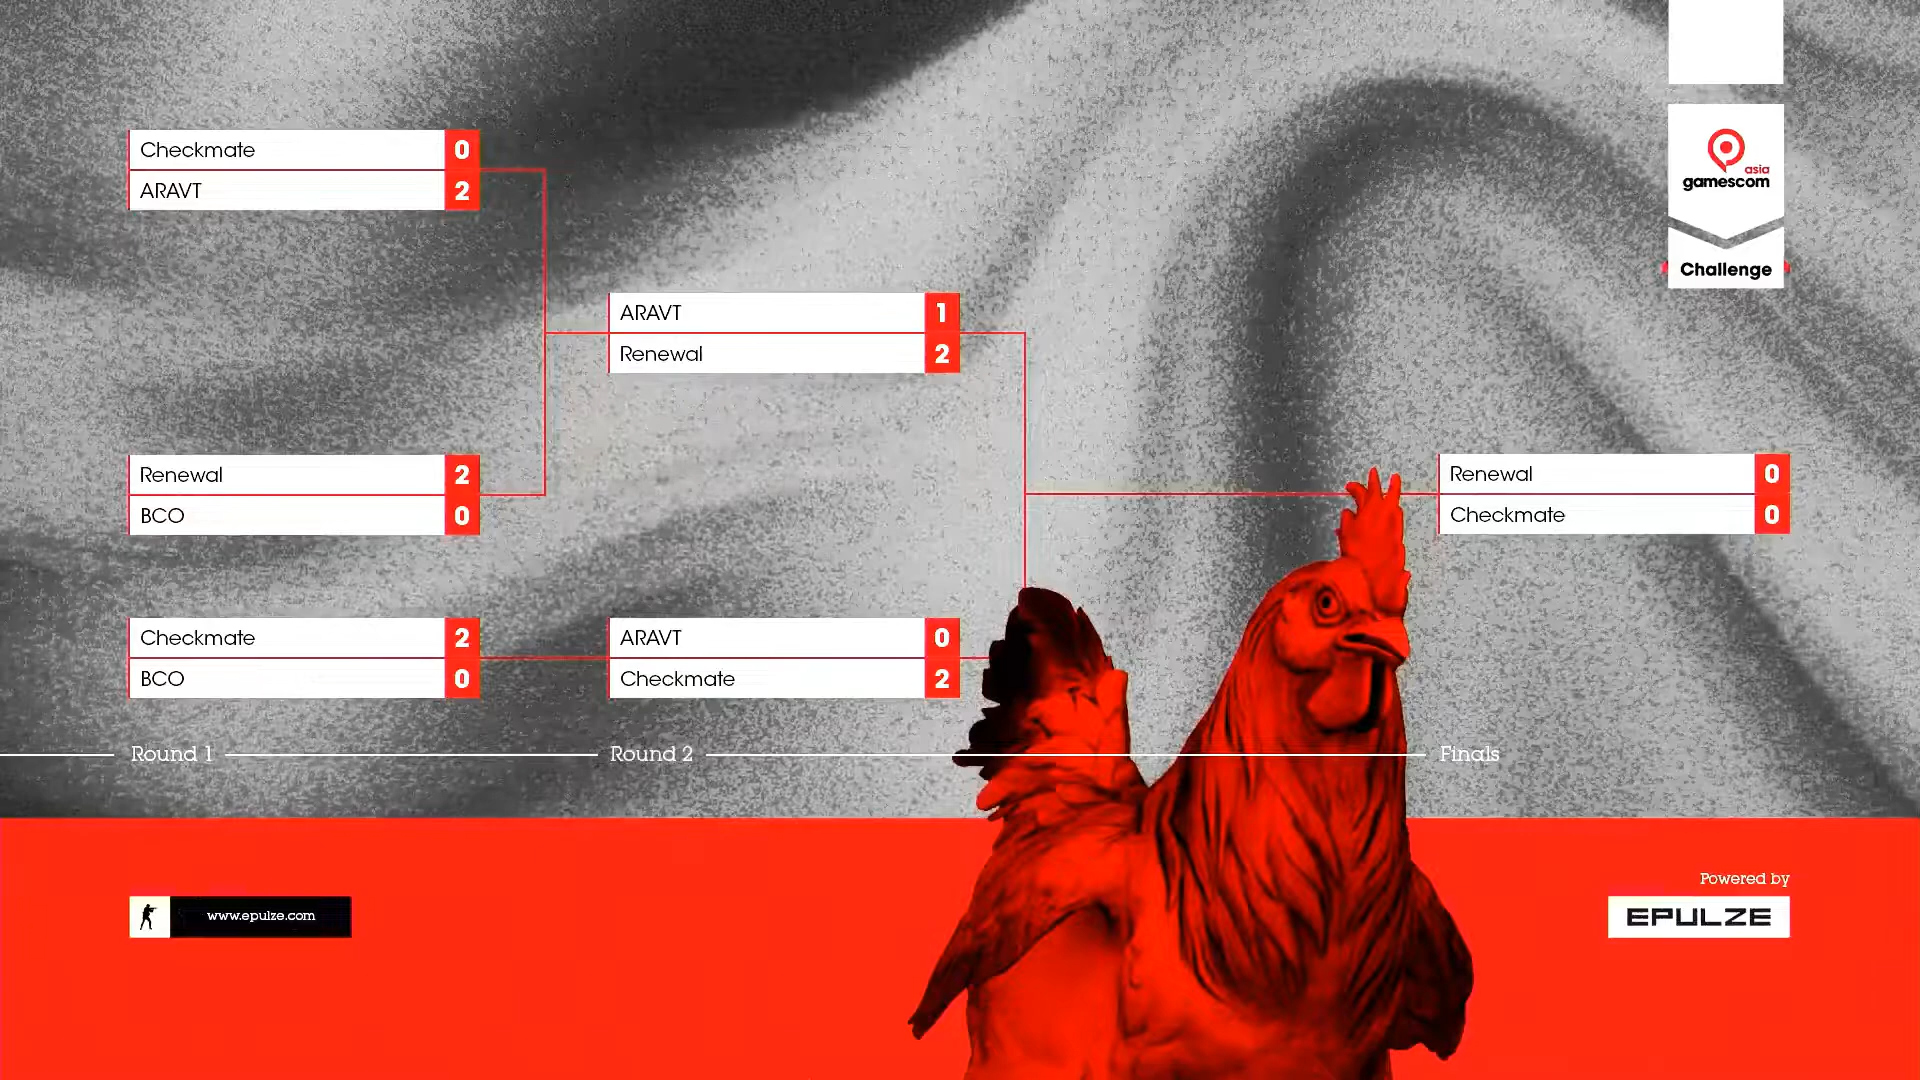 Checkmate 0
ARAVT 2
Renewal 2
BCO 0
Checkmate 2
BCO 0
Round 1
ARAVT 1
Renewal 2
ARAVT 0
Checkmate 2
Round 2
Renewal 0
Checkmate 0
Finals
asia
gamescom
Challenge
www.epulze.com
Powered by
EPULZE